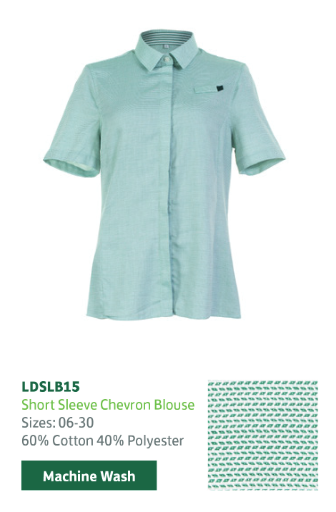 LDSLB15
Short Sleeve Chevron Blouse
Sizes: 06-30
60% Cotton 40% Polyester
Machine Wash